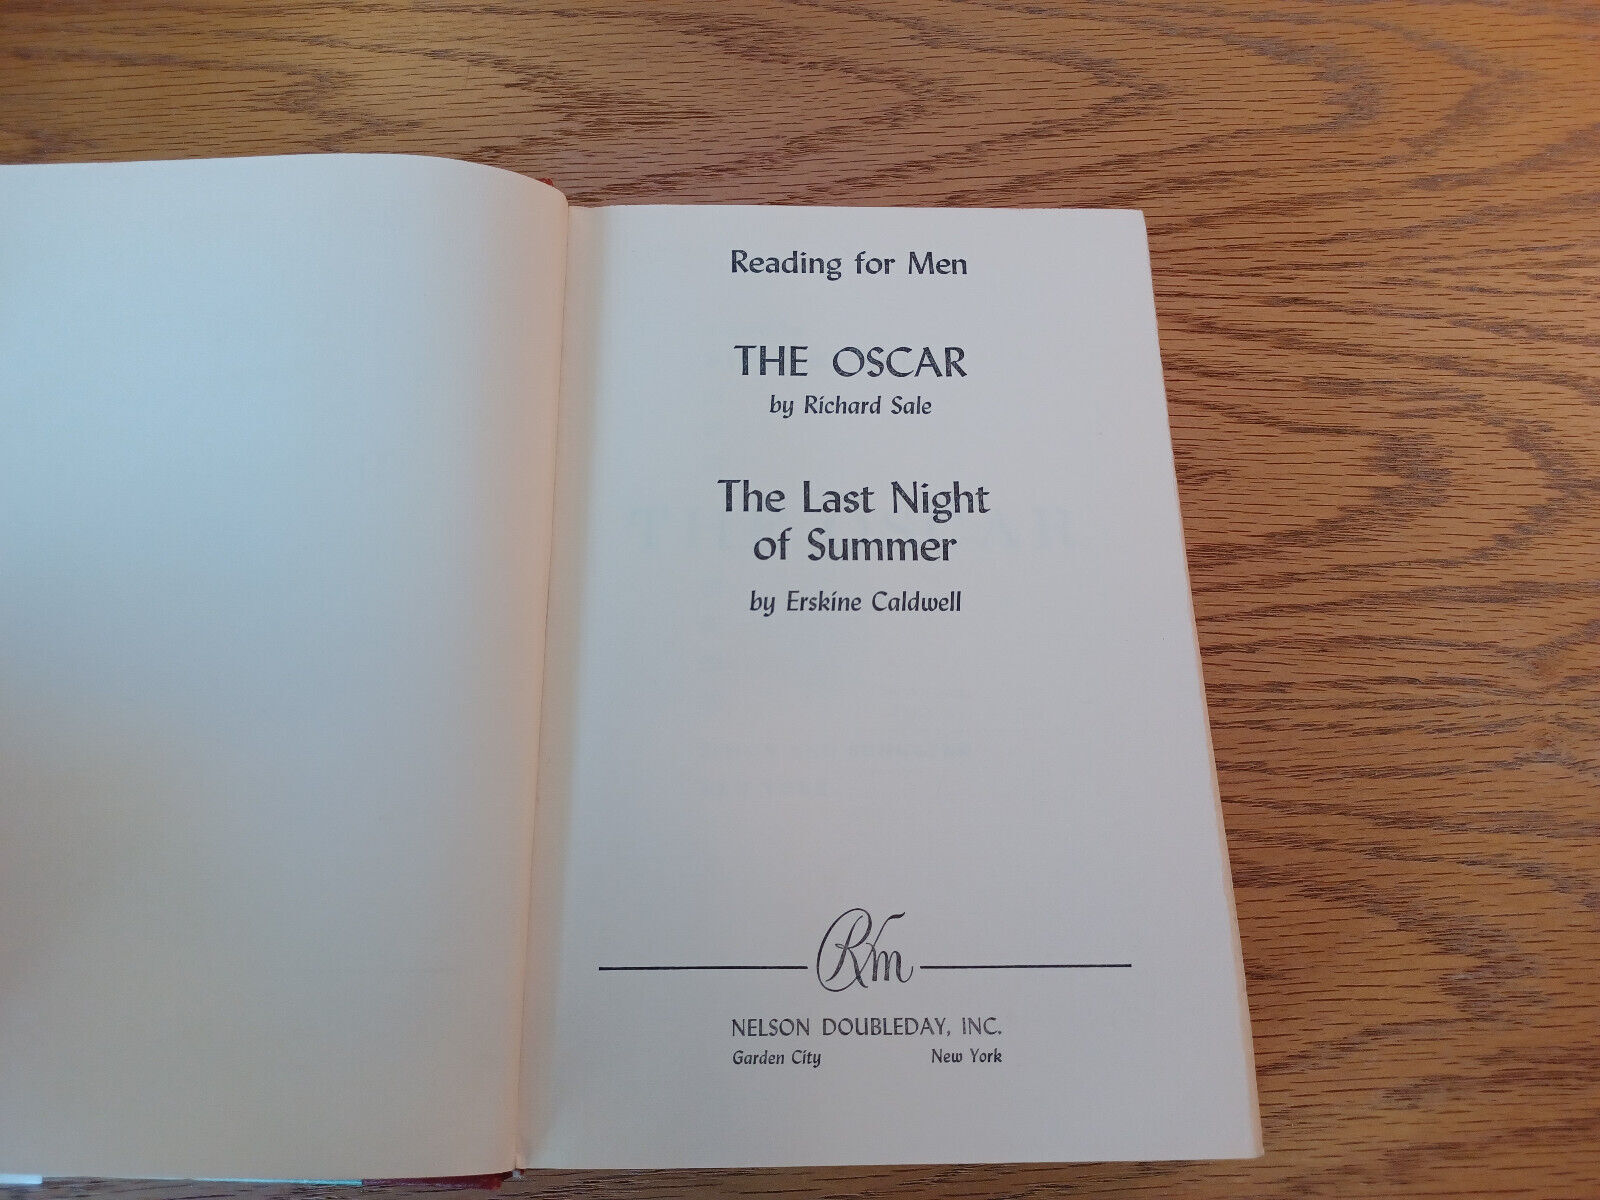 Reading for Men
THE OSCAR
by Richard Sale
The Last Night
of Summer
by Erskine Caldwell
Rfm
NELSON DOUBLEDAY, INC.
Garden City New York